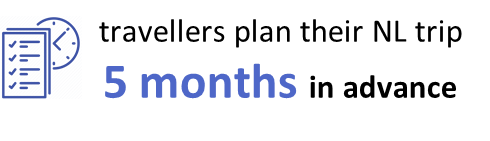 travellers plan their NL trip
5 months in advance